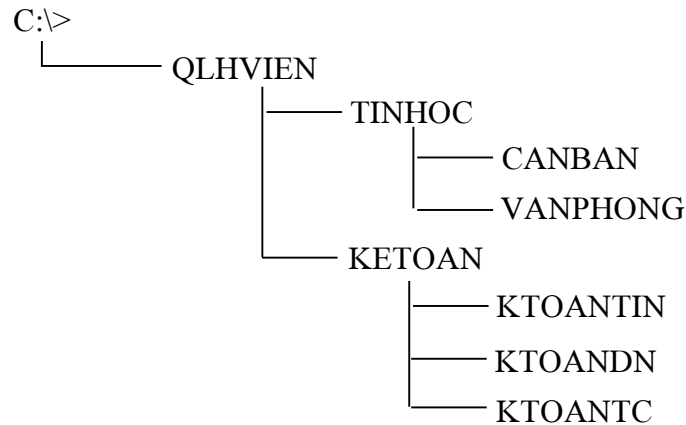 C:\>
QLHVIEN
TINHOC
CANBAN
VANPHONG
KETOAN
KTOANTIN
KTOANDN
KTOANTC